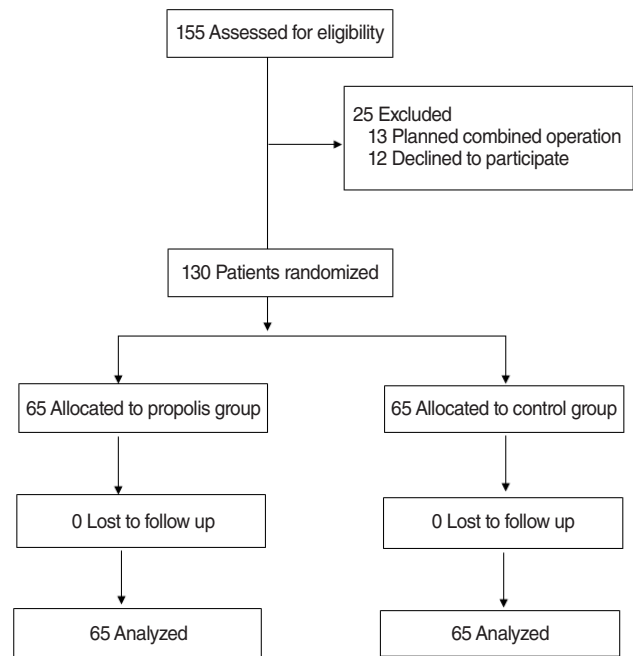 155 Assessed for eligibility
25 Excluded
13 Planned combined operation
12 Declined to participate
130 Patients randomized
65 Allocated to propolis group
65 Allocated to control group
0 Lost to follow up
0 Lost to follow up
65 Analyzed
65 Analyzed